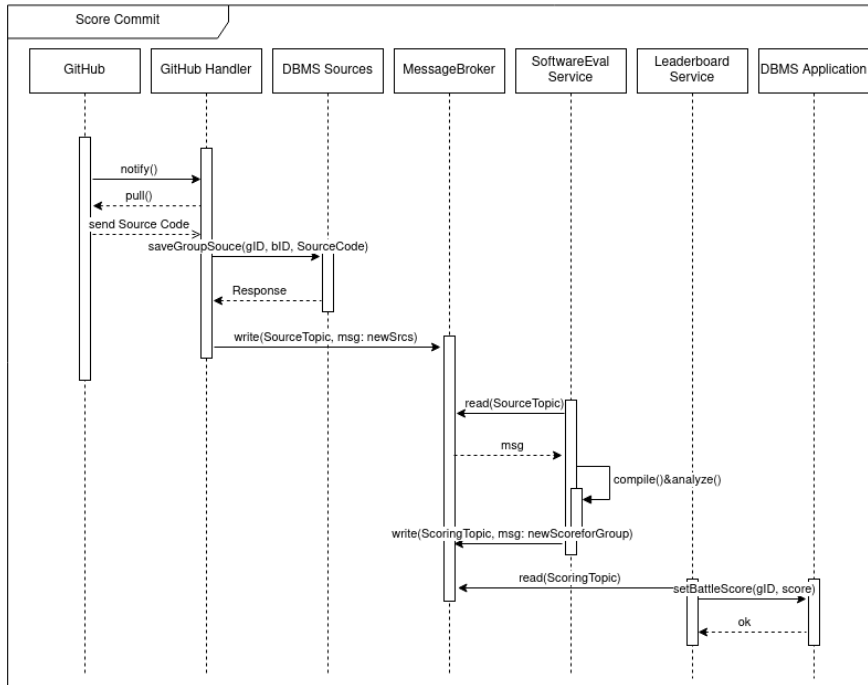 Score Commit
GitHub
GitHub Handler
DBMS Sources
MessageBroker
SoftwareEval
Service
Leaderboard
Service
DBMS Application
notify()
pull()
send Source Code
saveGroupSouce(gID, bID, SourceCode)
Response
write(SourceTopic, msg: newSrcs)
read(SourceTopic)
msg
compile()&analyze()
write(ScoringTopic, msg: newScoreforGroup)
read(ScoringTopic)
setBattleScore(gID, score)
ok